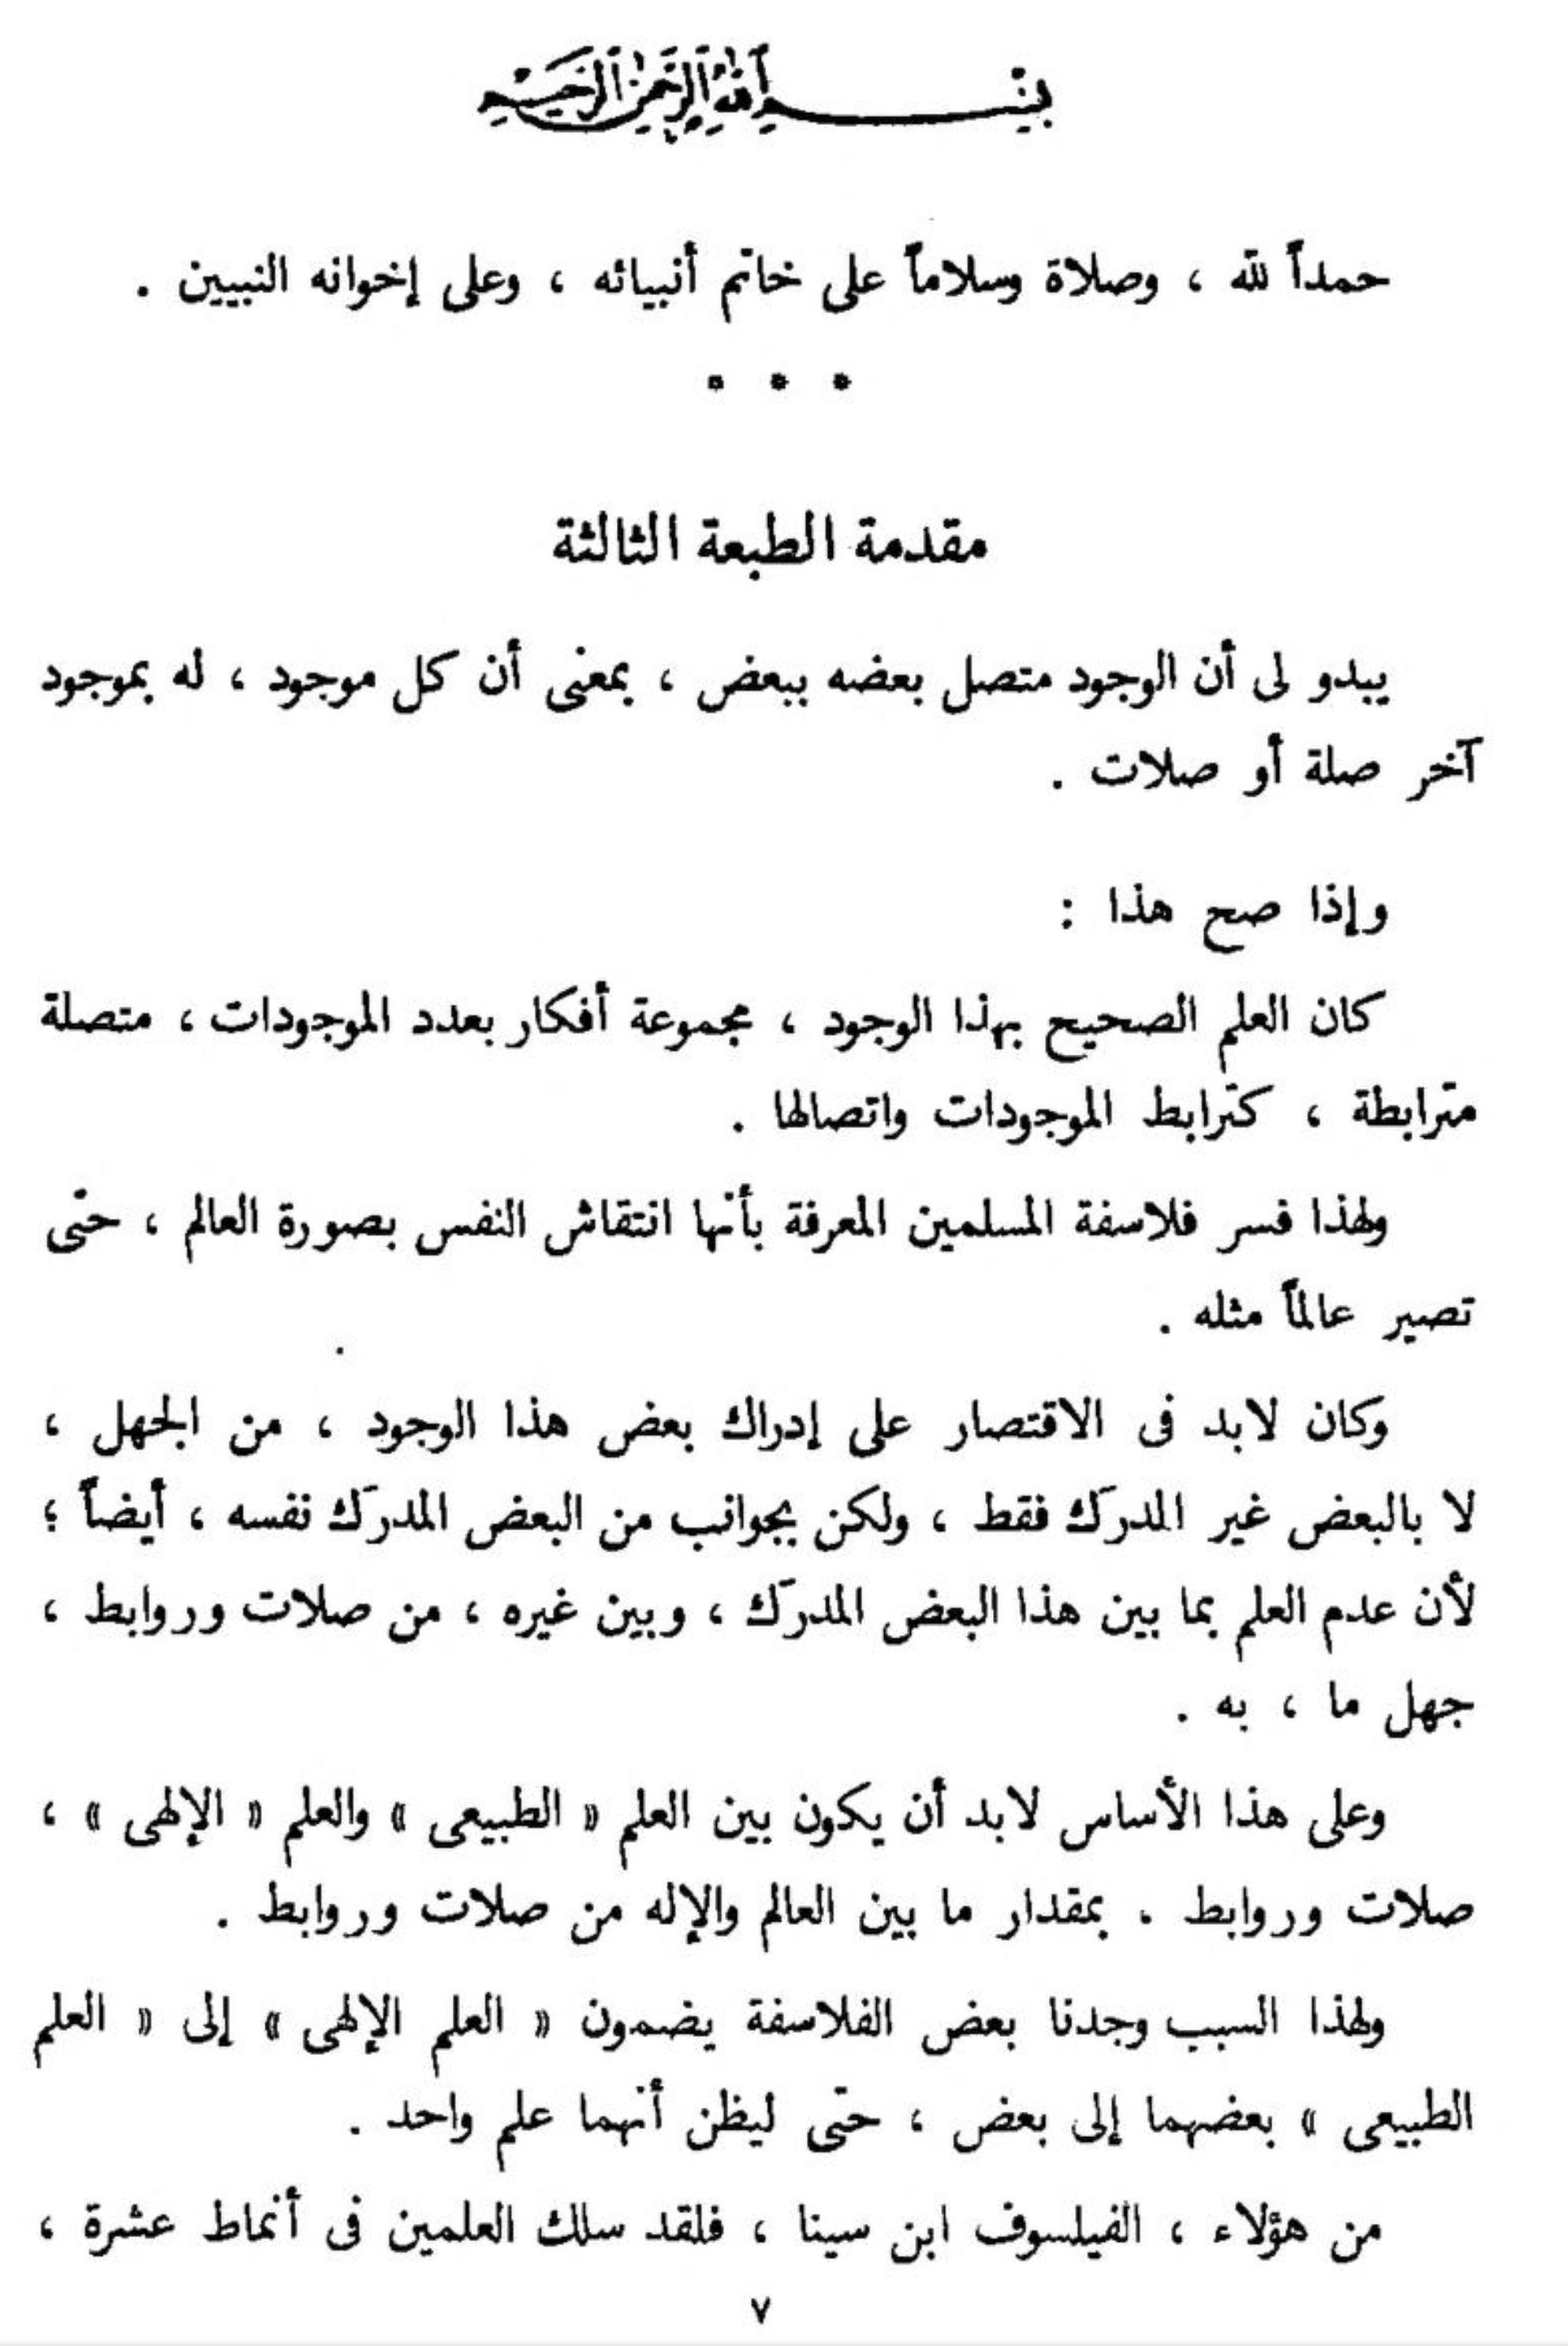 بسم الله الرحمن الرحيم
حمداً لله ، وصلاة وسلاماً على خاتم أنبيائه ، وعلى إخوانه النبيين .
* * *
مقدمة الطبعة الثالثة
يبدو لى أن الوجود متصل بعضه ببعض ، بمعنى أن كل موجود ، له بموجود
آخر صلة أو صلات .
وإذا صح هذا :
كان العلم الصحيح بهذا الوجود ، مجموعة أفكار بعدد الموجودات ، متصلة
مترابطة ، كترابط الموجودات واتصالها .
ولهذا فسر فلاسفة المسلمين المعرفة بأنها انتقاش النفس بصورة العالم ، حتى
تصير عالماً مثله .
وكان لابد فى الاقتصار على إدراك بعض هذا الوجود ، من الجهل ،
لا بالبعض غير المدرَك فقط ، ولكن بجوانب من البعض المدرَك نفسه ، أيضاً ؛
لأن عدم العلم بما بين هذا البعض المدرَك ، وبين غيره ، من صلات وروابط ،
جهل ما ، به .
وعلى هذا الأساس لابد أن يكون بين العلم « الطبيعى » والعلم « الإلهى » ،
صلات وروابط . بمقدار ما بين العالم والإله من صلات وروابط .
ولهذا السبب وجدنا بعض الفلاسفة يضمون « العلم الإلهى » إلى « العلم
الطبيعى » بعضهما إلى بعض ، حتى ليظن أنهما علم واحد .
من هؤلاء ، الفيلسوف ابن سينا ، فلقد سلك العلمين فى أنماط عشرة ،
٧